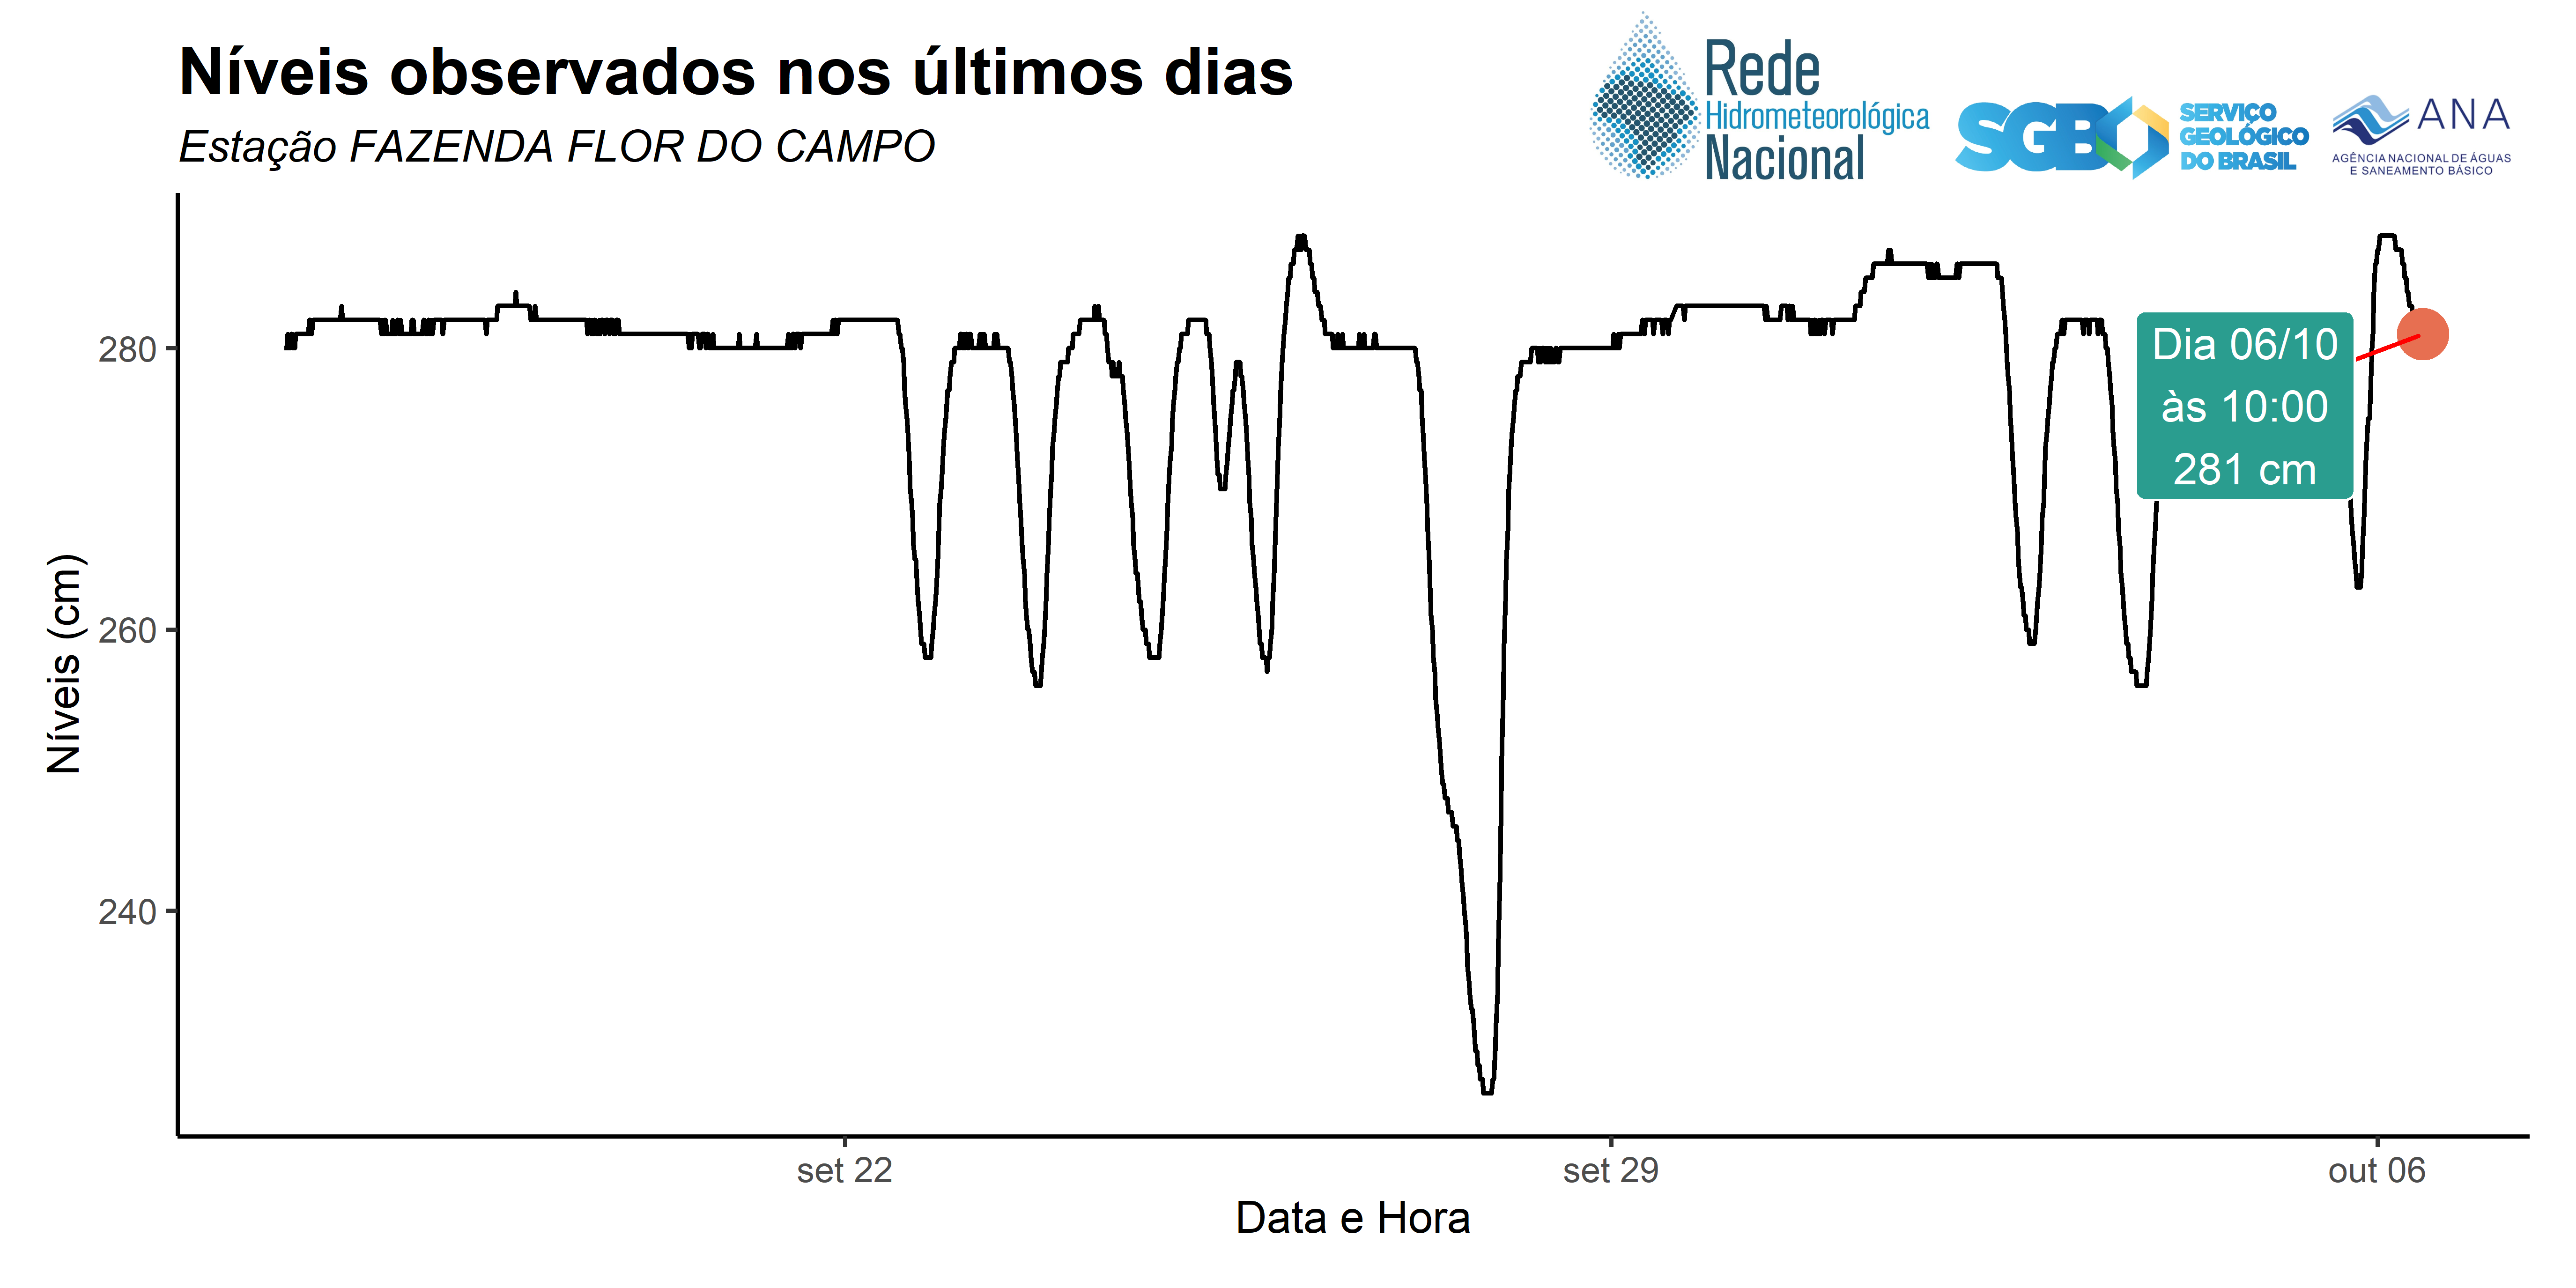 Níveis observados nos últimos dias
Estação FAZENDA FLOR DO CAMPO
Rede
Hidrometeorológica
Nacional
SGB
SERVIÇO
GEOLÓGICO
DO BRASIL
ANA
AGÊNCIA NACIONAL DE ÁGUAS
E SANEAMENTO BÁSICO
Níveis (cm)
280
260
240
Dia 06/10
às 10:00
281 cm
set 22
set 29
out 06
Data e Hora